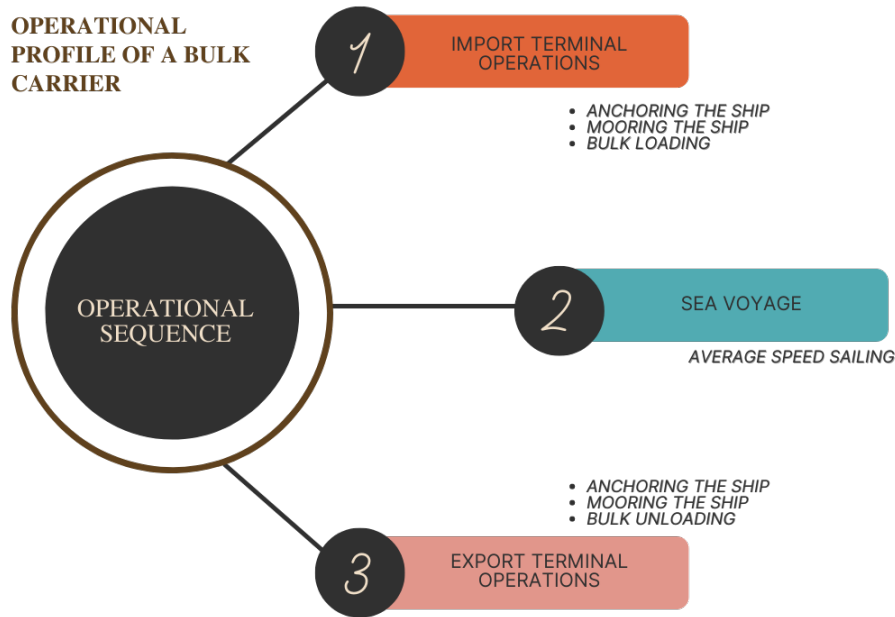 OPERATIONAL
PROFILE OF A BULK
CARRIER
1
IMPORT TERMINAL
OPERATIONS
• ANCHORING THE SHIP
• MOORING THE SHIP
• BULK LOADING
OPERATIONAL
SEQUENCE
2
SEA VOYAGE
AVERAGE SPEED SAILING
• ANCHORING THE SHIP
• MOORING THE SHIP
• BULK UNLOADING
3
EXPORT TERMINAL
OPERATIONS